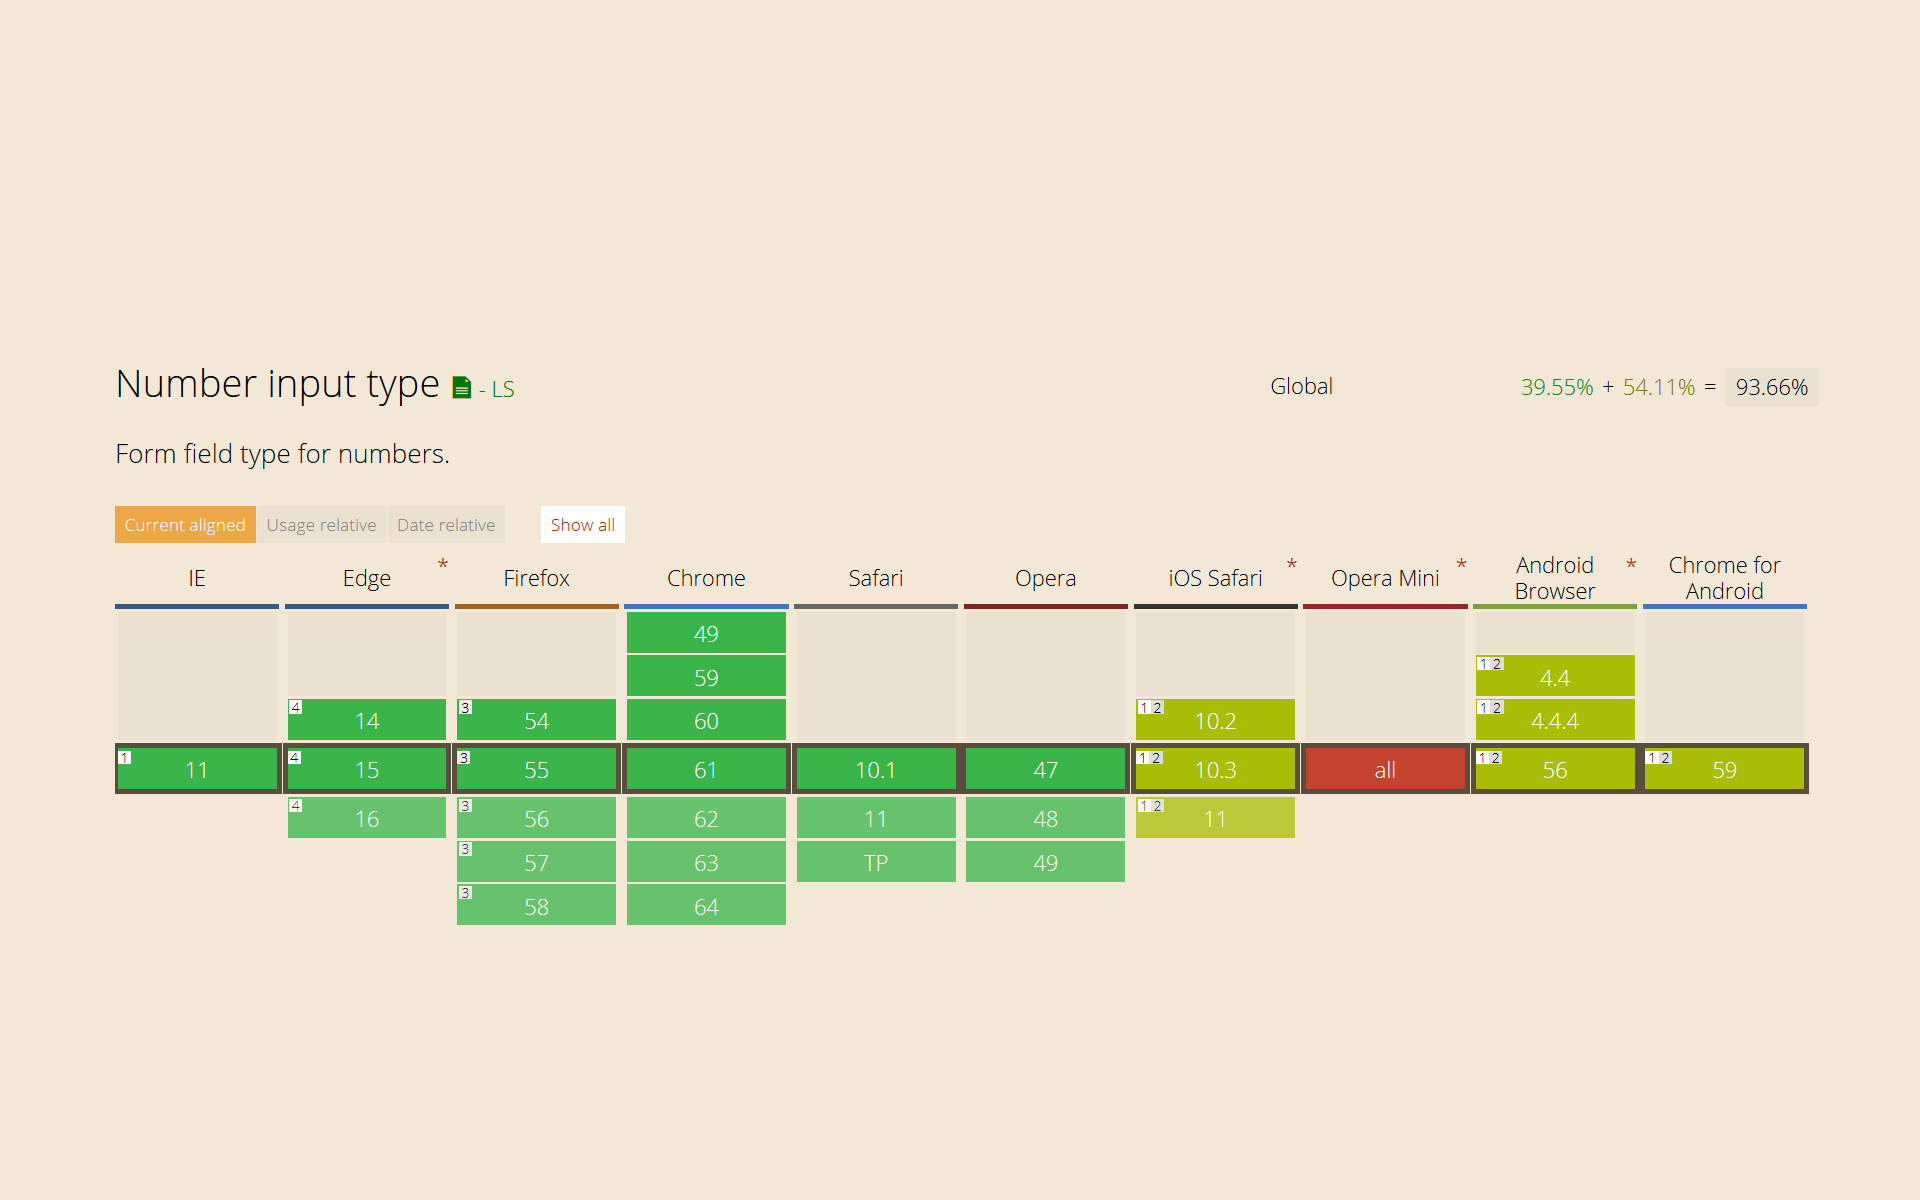 Number input type - LS
Global 39.55% + 54.11% = 93.66%
Form field type for numbers.
Current aligned Usage relative Date relative Show all
IE Edge * Firefox Chrome Safari Opera iOS Safari * Opera Mini * Android Browser * Chrome for Android
49
59 1 2 4.4
4 14 3 54 60 1 2 10.2 1 2 4.4.4
1 11 4 15 3 55 61 10.1 47 1 2 10.3 all 1 2 56 1 2 59
4 16 3 56 62 11 48 1 2 11
3 57 63 TP 49
3 58 64